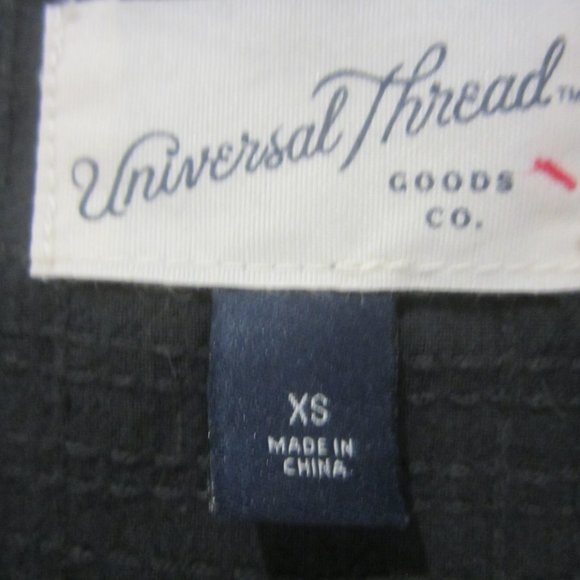 Universal Thread™
GOODS
CO.
XS
MADE IN
CHINA